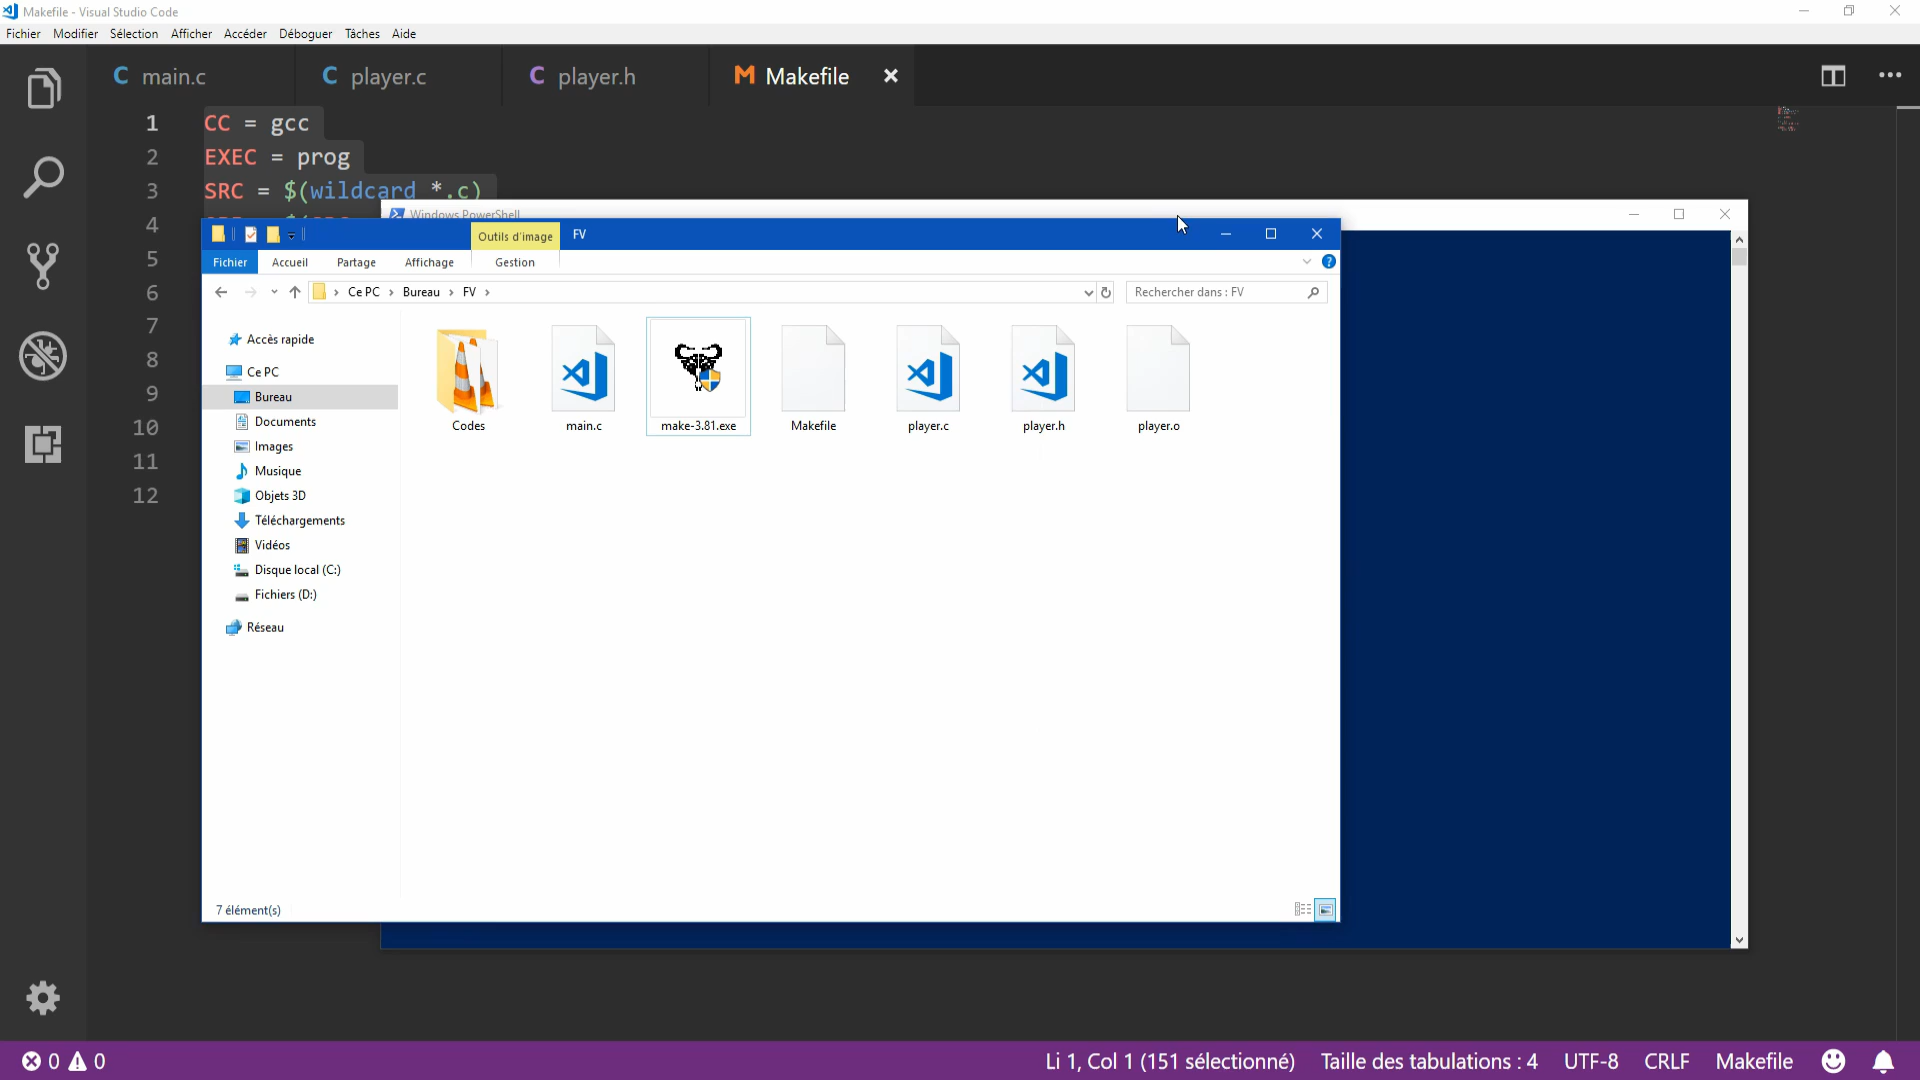 Makefile - Visual Studio Code
Fichier Modifier Sélection Afficher Accéder Déboguer Tâches Aide
C main.c C player.c C player.h M Makefile
1 CC = gcc
2 EXEC = prog
3 SRC = $(wildcard *.c)
4
5
6
7
8
9
10
11
12
Windows PowerShell
Outils d'image FV
Fichier Accueil Partage Affichage Gestion
Ce PC > Bureau > FV >
Rechercher dans : FV
Accès rapide
Ce PC
Bureau
Documents
Images
Musique
Objets 3D
Téléchargements
Vidéos
Disque local (C:)
Fichiers (D:)
Réseau
Codes main.c make-3.81.exe Makefile player.c player.h player.o
7 élément(s)
0 0 Li 1, Col 1 (151 sélectionné) Taille des tabulations : 4 UTF-8 CRLF Makefile